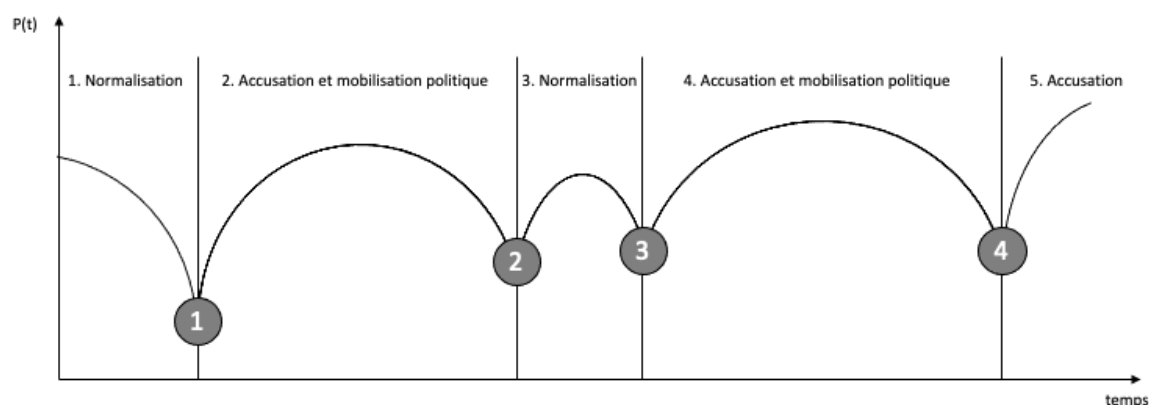 P(t)
1. Normalisation
2. Accusation et mobilisation politique
3. Normalisation
4. Accusation et mobilisation politique
5. Accusation
1
2
3
4
temps